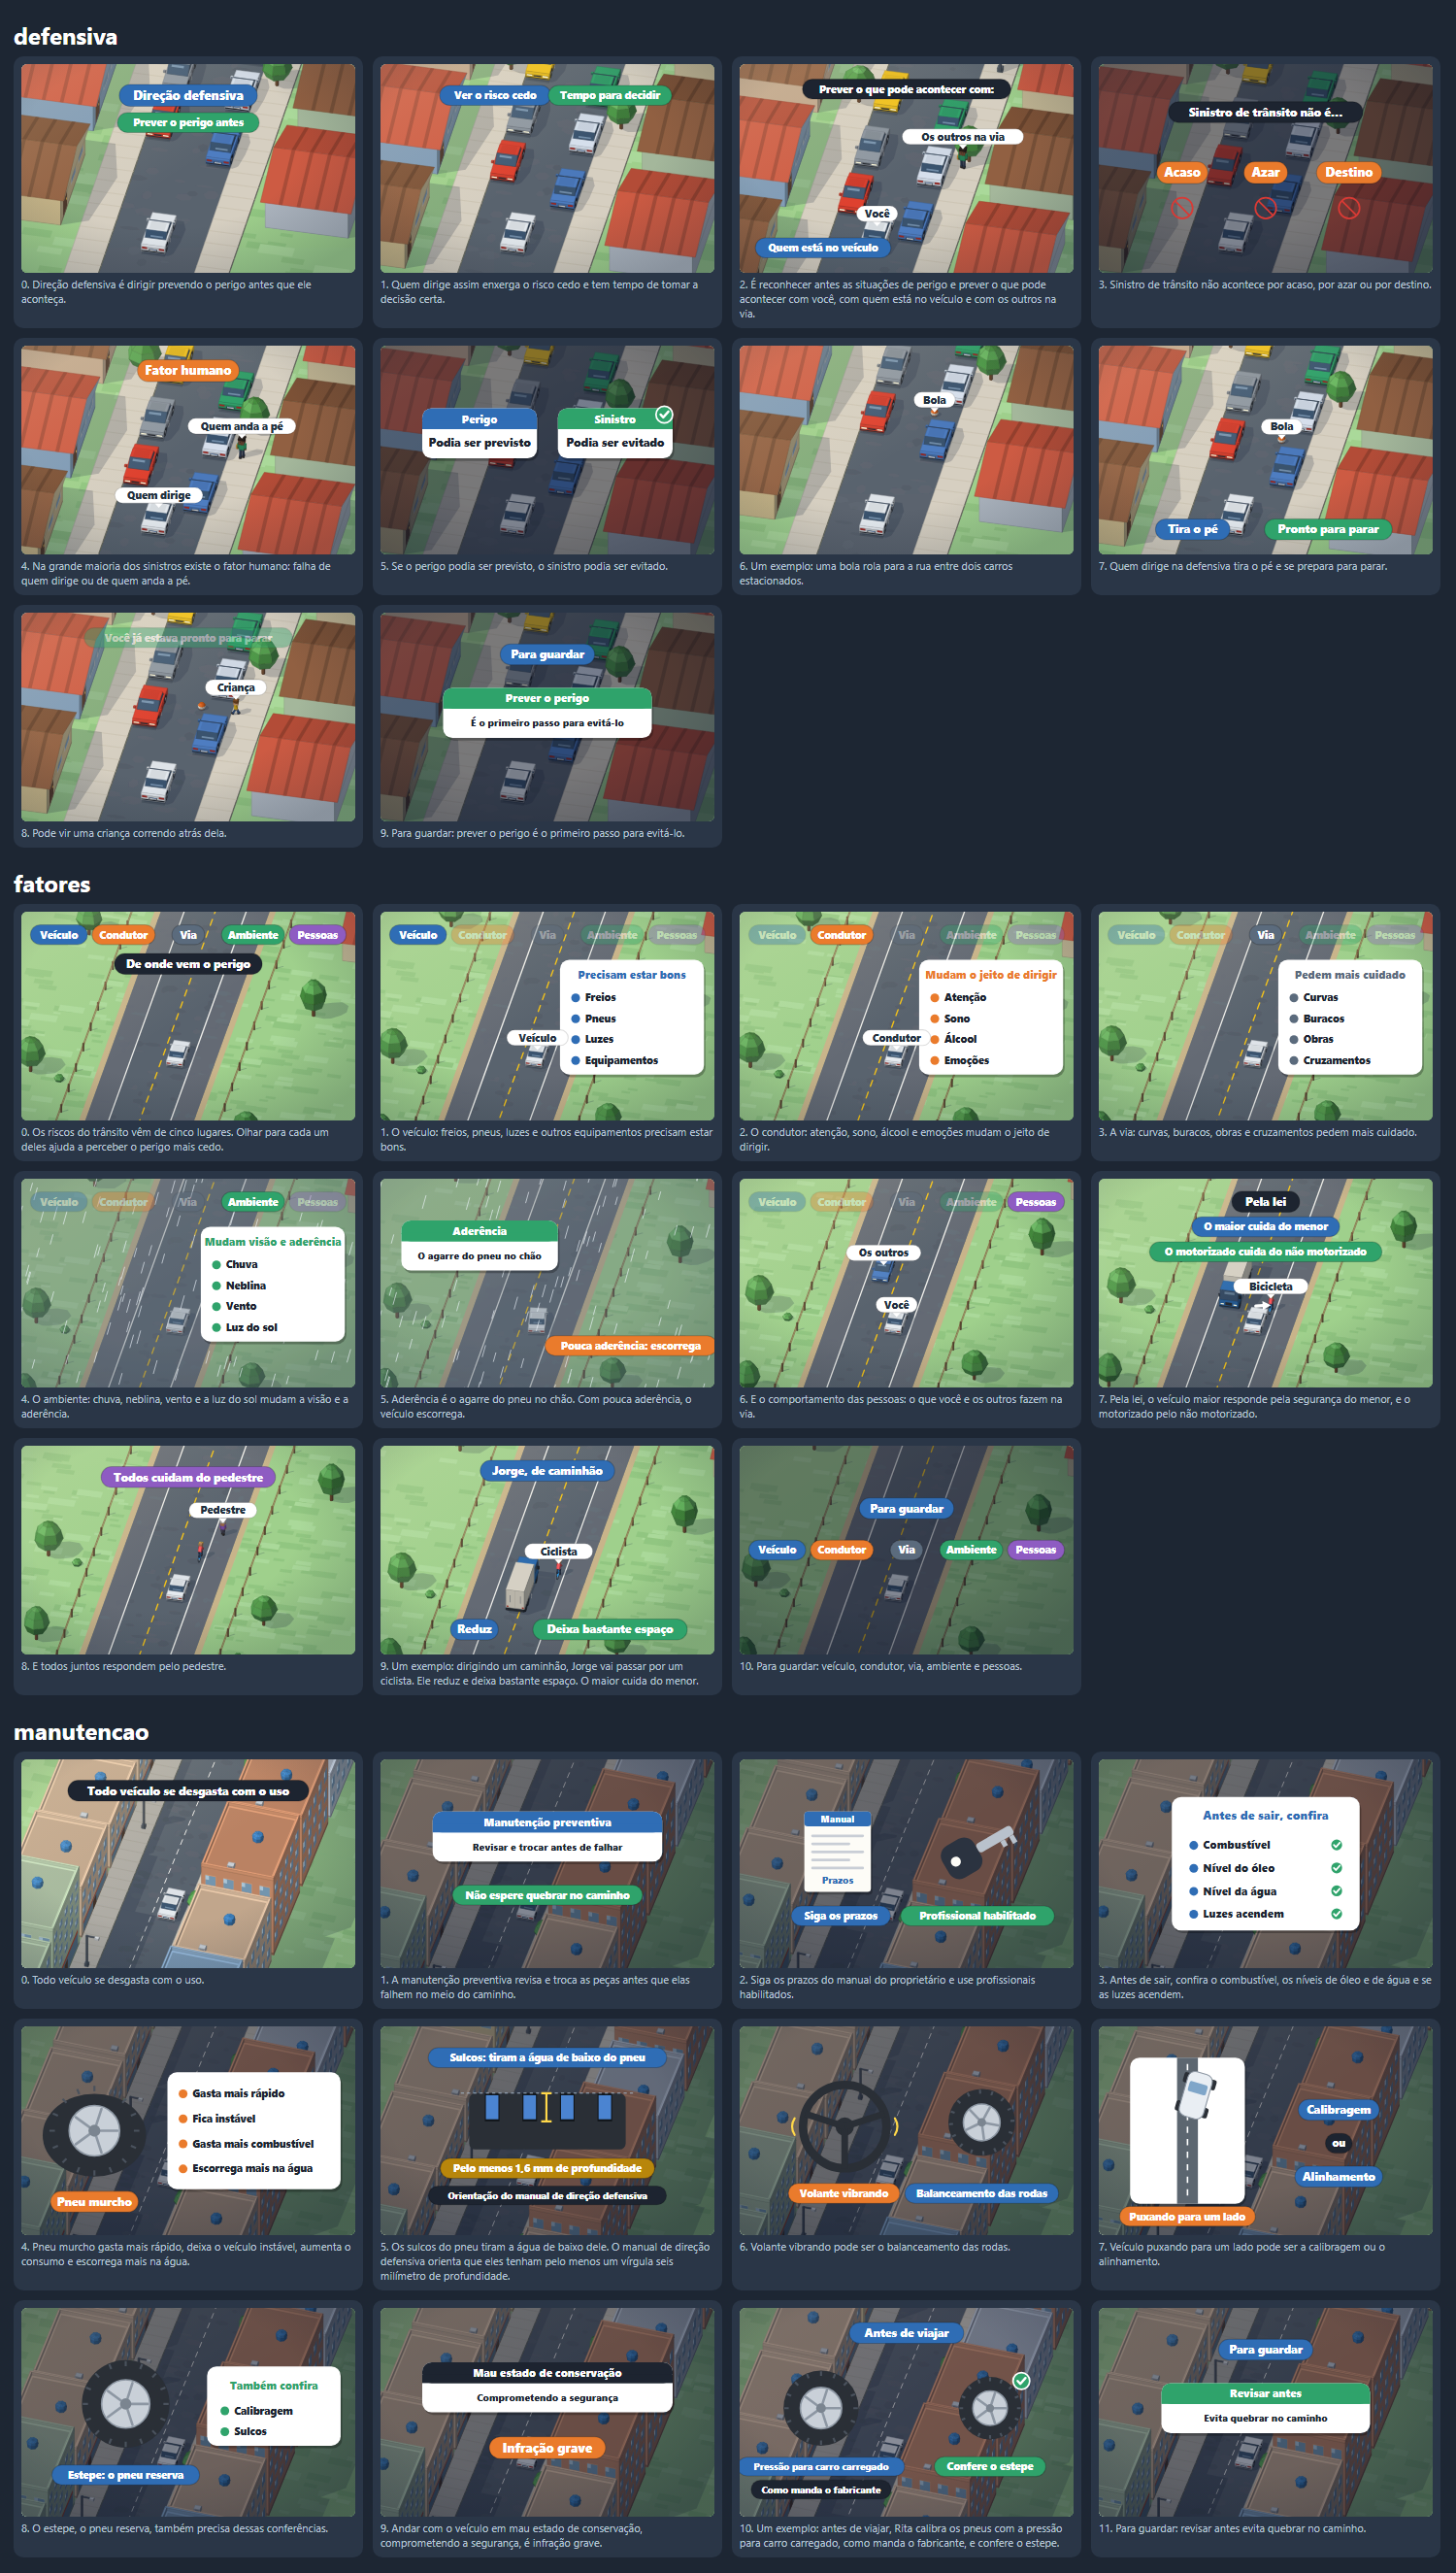 defensiva
Direção defensiva
Prever o perigo antes
0. Direção defensiva é dirigir prevendo o perigo antes que ele
aconteça.
Ver o risco cedo
Tempo para decidir
1. Quem dirige assim enxerga o risco cedo e tem tempo de tomar a
decisão certa.
Prever o que pode acontecer com:
Os outros na via
Você
Quem está no veículo
2. É reconhecer antes as situações de perigo e prever o que pode
acontecer com você, com quem está no veículo e com os outros na
via.
Sinistro de trânsito não é...
Acaso
Azar
Destino
3. Sinistro de trânsito não acontece por acaso, por azar ou por destino.
Fator humano
Quem anda a pé
Quem dirige
4. Na grande maioria dos sinistros existe o fator humano: falha de
quem dirige ou de quem anda a pé.
Perigo
Podia ser previsto
Sinistro
Podia ser evitado
5. Se o perigo podia ser previsto, o sinistro podia ser evitado.
Bola
6. Um exemplo: uma bola rola para a rua entre dois carros
estacionados.
Bola
Tira o pé
Pronto para parar
7. Quem dirige na defensiva tira o pé e se prepara para parar.
Você já estava pronto para parar
Criança
8. Pode vir uma criança correndo atrás dela.
Para guardar
Prever o perigo
É o primeiro passo para evitá-lo
9. Para guardar: prever o perigo é o primeiro passo para evitá-lo.
fatores
Veículo
Condutor
Via
Ambiente
Pessoas
De onde vem o perigo
0. Os riscos do trânsito vêm de cinco lugares. Olhar para cada um
deles ajuda a perceber o perigo mais cedo.
Veículo
Condutor
Via
Ambiente
Pessoas
Precisam estar bons
Freios
Pneus
Luzes
Equipamentos
Veículo
1. O veículo: freios, pneus, luzes e outros equipamentos precisam estar
bons.
Veículo
Condutor
Via
Ambiente
Pessoas
Mudam o jeito de dirigir
Atenção
Sono
Álcool
Emoções
Condutor
2. O condutor: atenção, sono, álcool e emoções mudam o jeito de
dirigir.
Veículo
Condutor
Via
Ambiente
Pessoas
Pedem mais cuidado
Curvas
Buracos
Obras
Cruzamentos
3. A via: curvas, buracos, obras e cruzamentos pedem mais cuidado.
Veículo
Condutor
Via
Ambiente
Pessoas
Mudam visão e aderência
Chuva
Neblina
Vento
Luz do sol
4. O ambiente: chuva, neblina, vento e a luz do sol mudam a visão e a
aderência.
Aderência
O agarre do pneu no chão
Pouca aderência: escorrega
5. Aderência é o agarre do pneu no chão. Com pouca aderência, o
veículo escorrega.
Veículo
Condutor
Via
Ambiente
Pessoas
Os outros
Você
6. E o comportamento das pessoas: o que você e os outros fazem na
via.
Pela lei
O maior cuida do menor
O motorizado cuida do não motorizado
Bicicleta
7. Pela lei, o veículo maior responde pela segurança do menor, e o
motorizado pelo não motorizado.
Todos cuidam do pedestre
Pedestre
8. E todos juntos respondem pelo pedestre.
Jorge, de caminhão
Ciclista
Reduz
Deixa bastante espaço
9. Um exemplo: dirigindo um caminhão, Jorge vai passar por um
ciclista. Ele reduz e deixa bastante espaço. O maior cuida do menor.
Para guardar
Veículo
Condutor
Via
Ambiente
Pessoas
10. Para guardar: veículo, condutor, via, ambiente e pessoas.
manutencao
Todo veículo se desgasta com o uso
0. Todo veículo se desgasta com o uso.
Manutenção preventiva
Revisar e trocar antes de falhar
Não espere quebrar no caminho
1. A manutenção preventiva revisa e troca as peças antes que elas
falhem no meio do caminho.
Manual
Prazos
Siga os prazos
Profissional habilitado
2. Siga os prazos do manual do proprietário e use profissionais
habilitados.
Antes de sair, confira
Combustível
Nível do óleo
Nível da água
Luzes acendem
3. Antes de sair, confira o combustível, os níveis de óleo e de água e se
as luzes acendem.
Gasta mais rápido
Fica instável
Gasta mais combustível
Escorrega mais na água
Pneu murcho
4. Pneu murcho gasta mais rápido, deixa o veículo instável, aumenta o
consumo e escorrega mais na água.
Sulcos: tiram a água de baixo do pneu
Pelo menos 1,6 mm de profundidade
Orientação do manual de direção defensiva
5. Os sulcos do pneu tiram a água de baixo dele. O manual de direção
defensiva orienta que eles tenham pelo menos um vírgula seis
milímetro de profundidade.
Volante vibrando
Balanceamento das rodas
6. Volante vibrando pode ser o balanceamento das rodas.
Calibragem
ou
Alinhamento
Puxando para um lado
7. Veículo puxando para um lado pode ser a calibragem ou o
alinhamento.
Também confira
Calibragem
Sulcos
Estepe: o pneu reserva
8. O estepe, o pneu reserva, também precisa dessas conferências.
Mau estado de conservação
Comprometendo a segurança
Infração grave
9. Andar com o veículo em mau estado de conservação,
comprometendo a segurança, é infração grave.
Antes de viajar
Pressão para carro carregado
Como manda o fabricante
Confere o estepe
10. Um exemplo: antes de viajar, Rita calibra os pneus com a pressão
para carro carregado, como manda o fabricante, e confere o estepe.
Para guardar
Revisar antes
Evita quebrar no caminho
11. Para guardar: revisar antes evita quebrar no caminho.